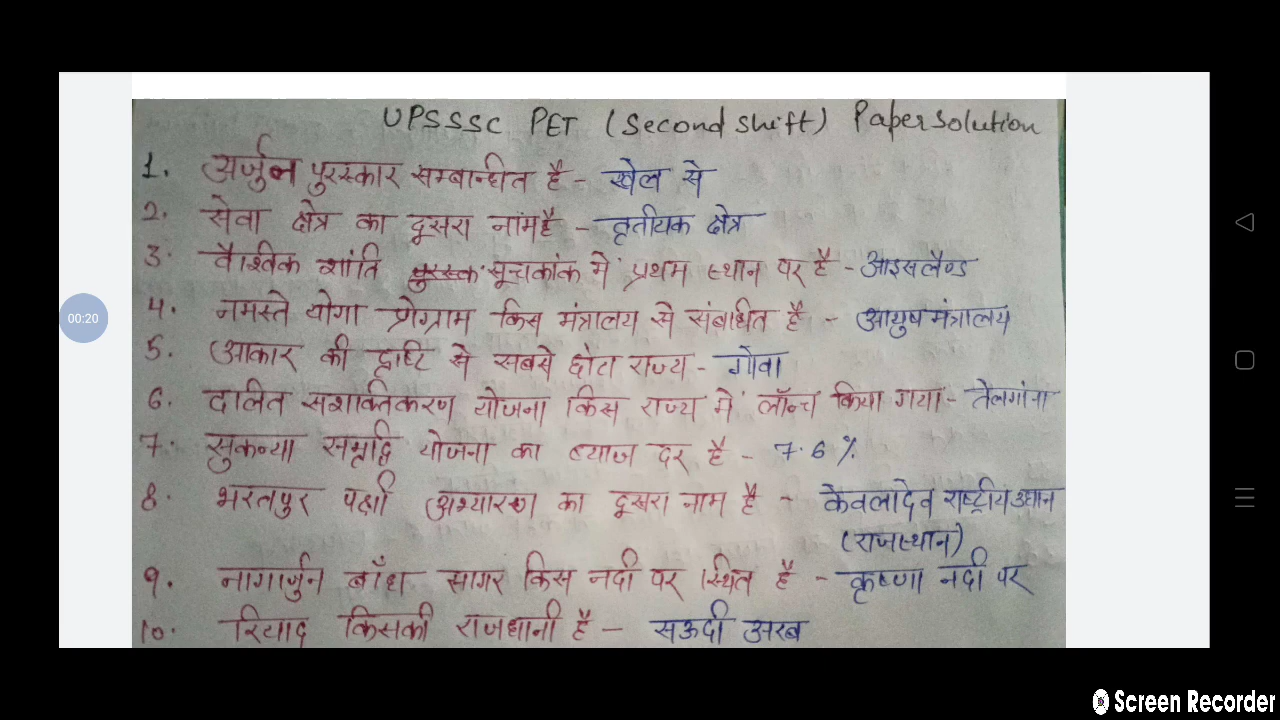 UPSSSC PET (Second shift) Paper Solution
1. अर्जुन पुरस्कार सम्बान्धीत है - खेल से
2. सेवा क्षेत्र का दूसरा नाम है - तृतीयक क्षेत्र
3. वैश्विक शांति सूचकांक में प्रथम स्थान पर है - आइसलैण्ड
4. नमस्ते योगा प्रोग्राम किस मंत्रालय से संबंधित है - आयुष मंत्रालय
5. आकार की दृष्टि से सबसे छोटा राज्य - गोवा
6. दलित सशक्तिकरण योजना किस राज्य में लॉन्च किया गया - तेलगांना
7. सुकन्या समृद्धि योजना का ब्याज दर है - 7.6 %
8. भरतपुर पक्षी अभ्यारण का दूसरा नाम है - केवलादेव राष्ट्रीय उद्यान
(राजस्थान)
9. नागार्जुन बाँध सागर किस नदी पर स्थित है - कृष्णा नदी पर
10. रियाद किसकी राजधानी है - सऊदी अरब
00:20
Screen Recorder